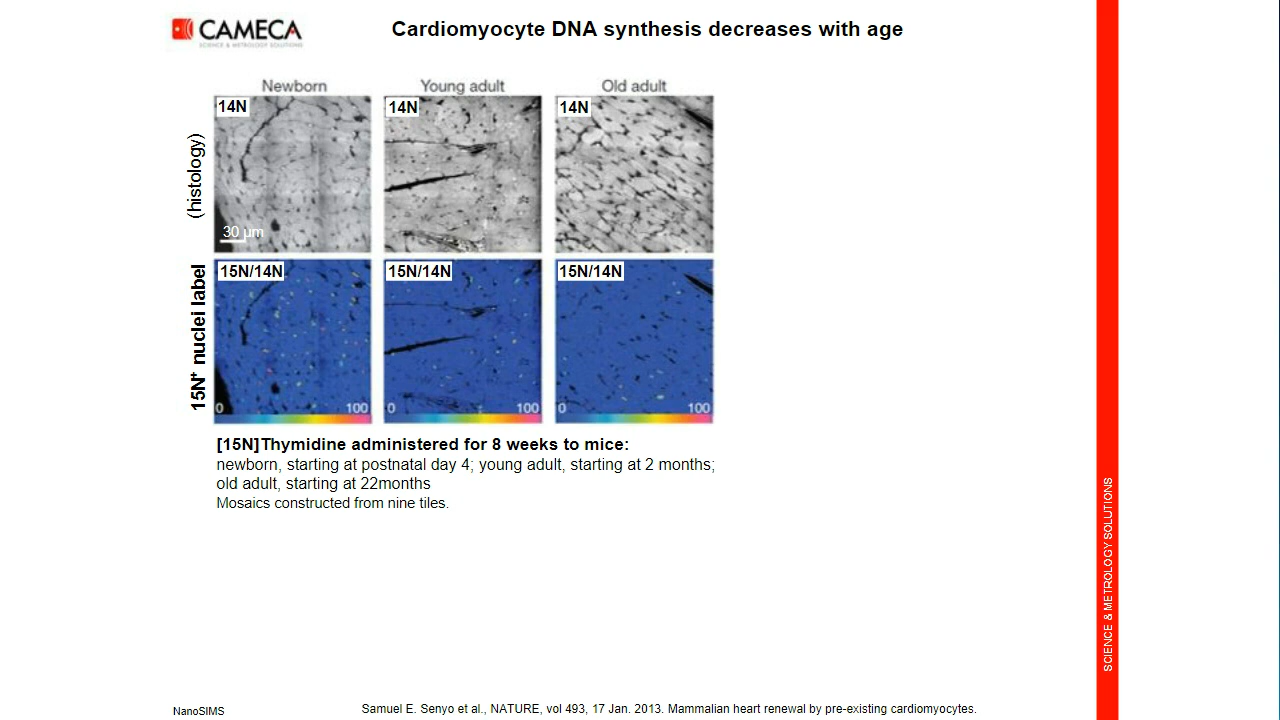 CAMECA
SCIENCE & METROLOGY SOLUTIONS
Cardiomyocyte DNA synthesis decreases with age
Newborn Young adult Old adult
(histology)
14N 14N 14N
30 µm
15N⁺ nuclei label
15N/14N 15N/14N 15N/14N
0 100 0 100 0 100
[15N]Thymidine administered for 8 weeks to mice:
newborn, starting at postnatal day 4; young adult, starting at 2 months;
old adult, starting at 22months
Mosaics constructed from nine tiles.
SCIENCE & METROLOGY SOLUTIONS
NanoSIMS
Samuel E. Senyo et al., NATURE, vol 493, 17 Jan. 2013. Mammalian heart renewal by pre-existing cardiomyocytes.